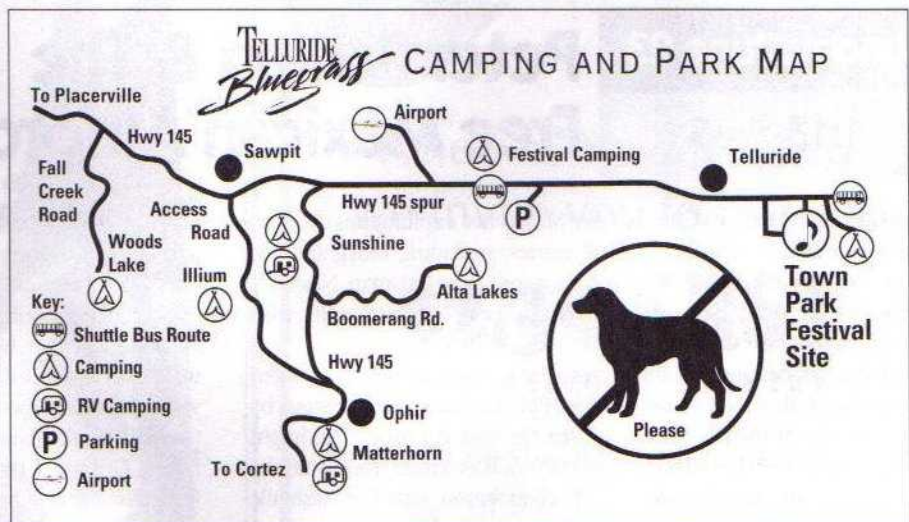 TELLURIDE
Bluegrass
CAMPING AND PARK MAP
To Placerville
Hwy 145
Sawpit
Airport
Festival Camping
Telluride
Fall
Creek
Road
Access
Road
Hwy 145 spur
P
Sunshine
Woods
Lake
Illium
Alta Lakes
Boomerang Rd.
Town
Park
Festival
Site
Key:
Shuttle Bus Route
Camping
RV Camping
P Parking
Airport
Hwy 145
Ophir
Matterhorn
To Cortez
Please